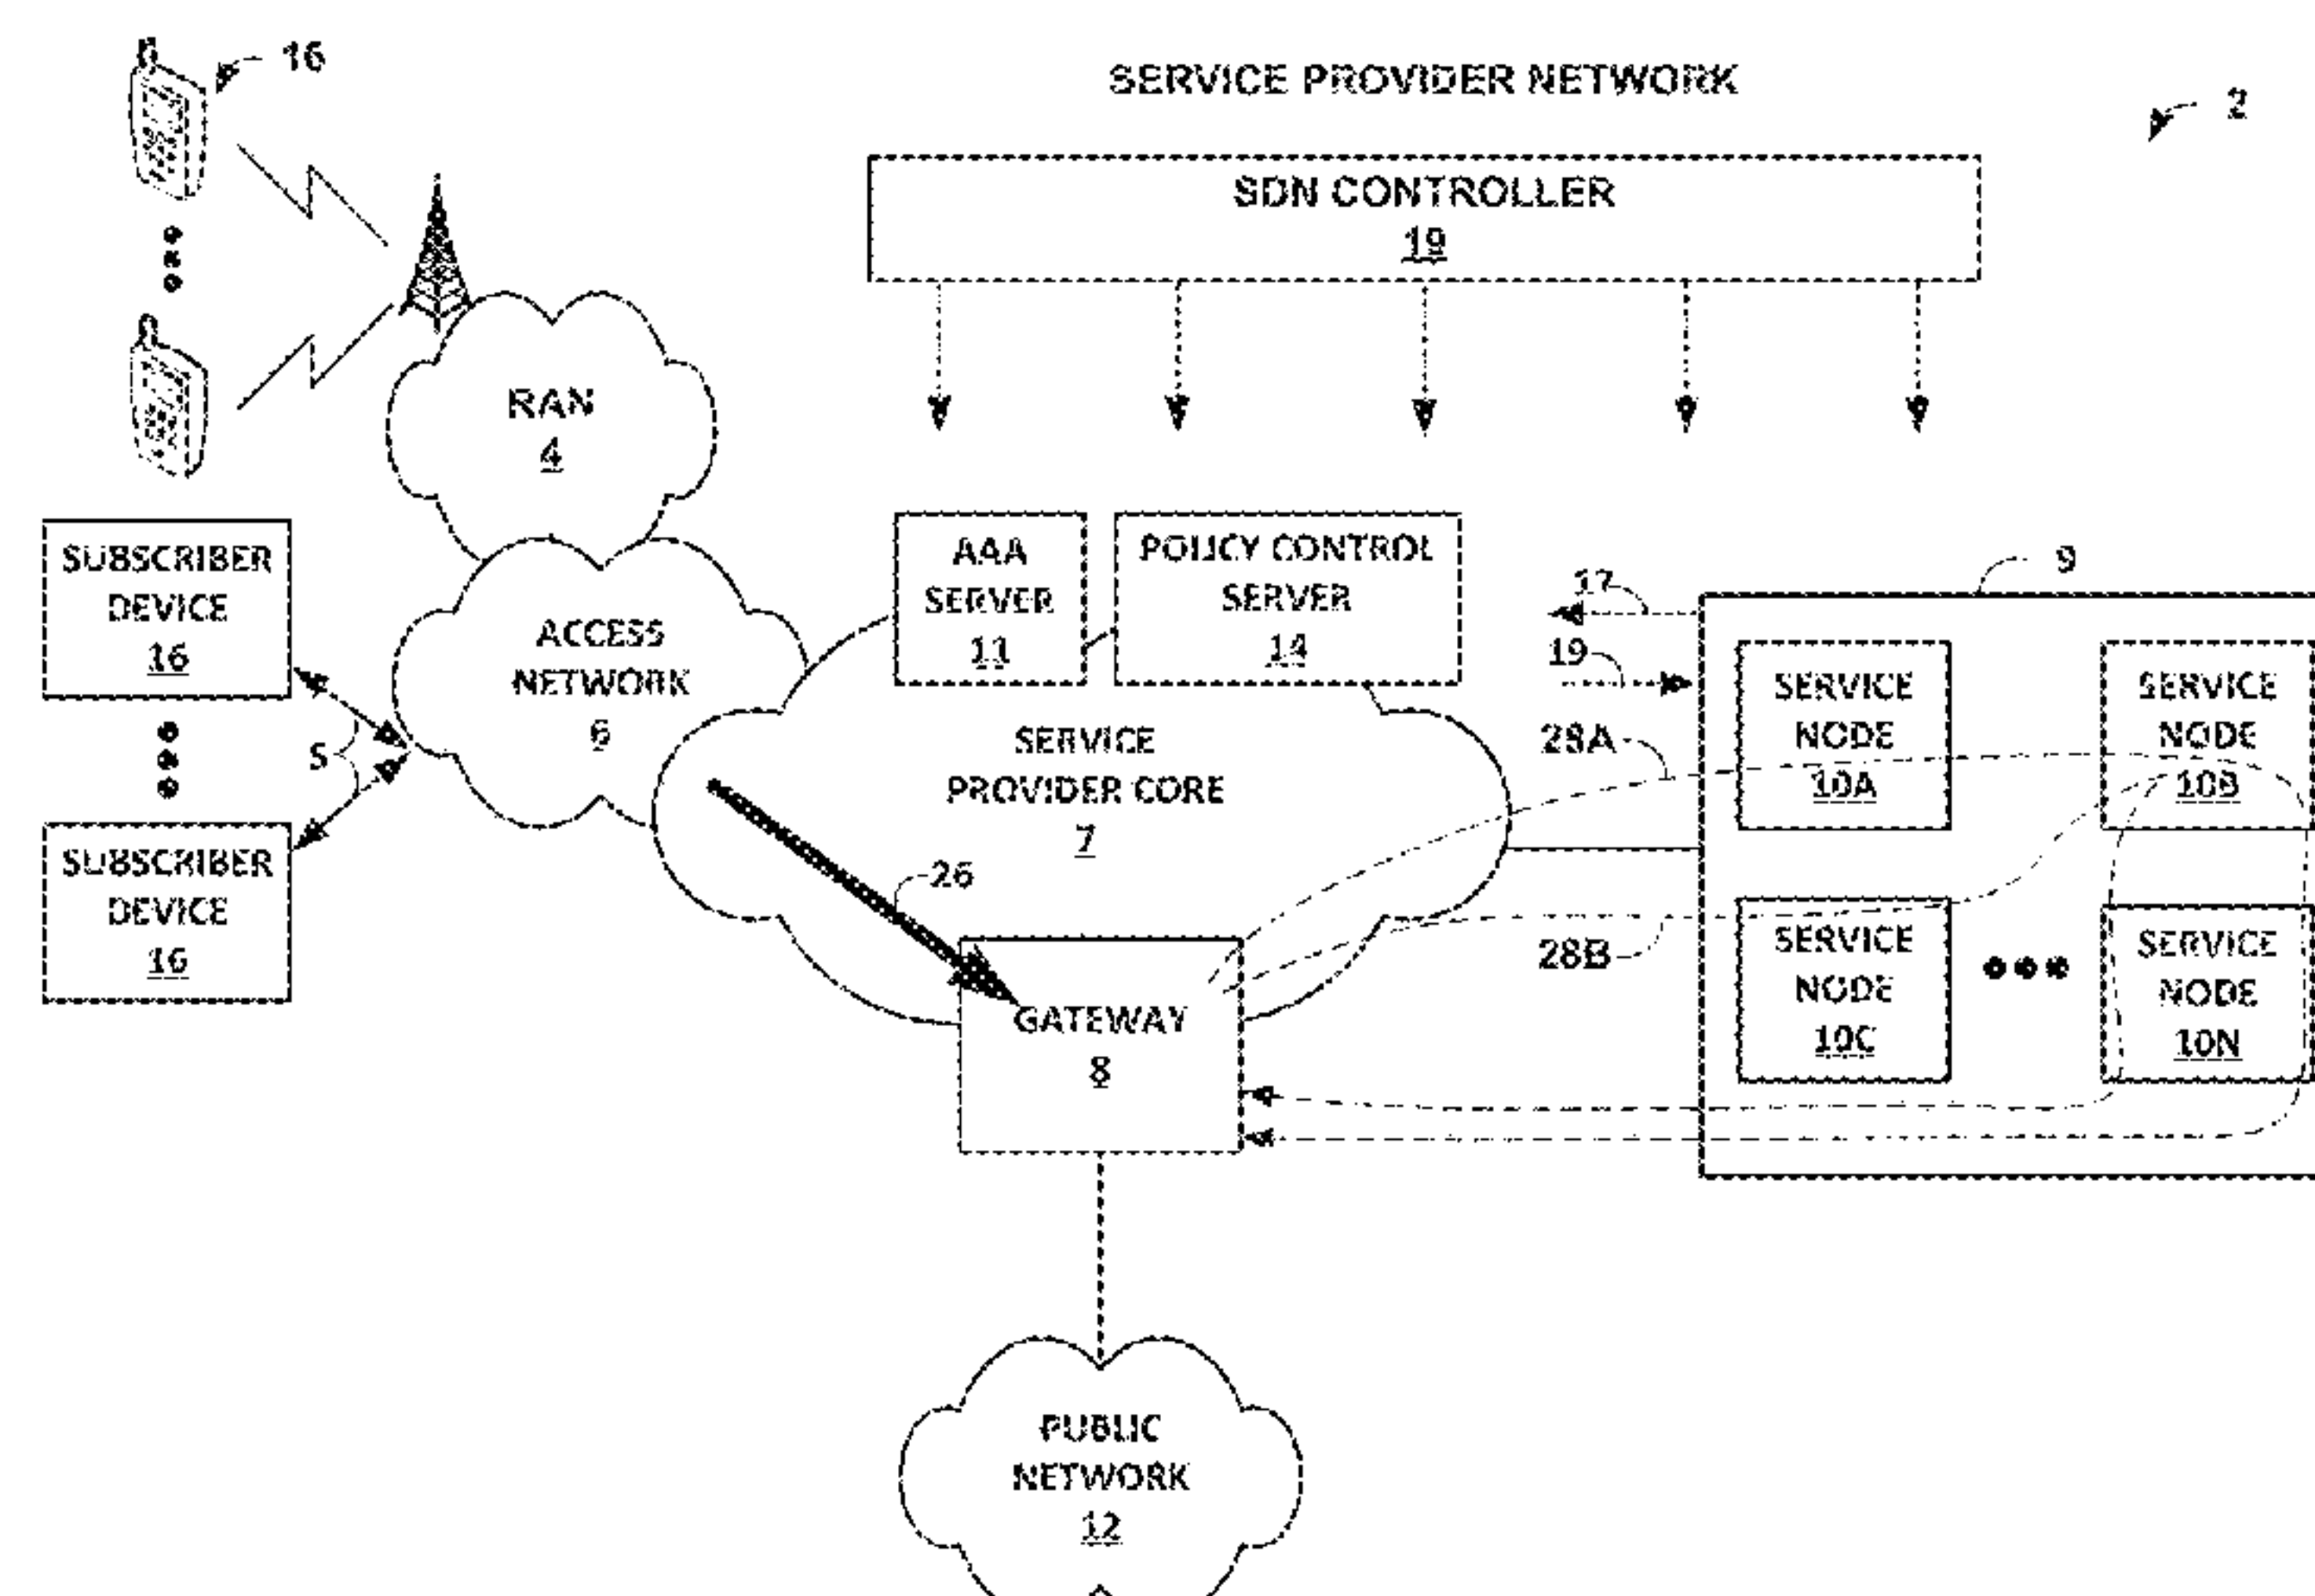 16
SERVICE PROVIDER NETWORK
2
SDN CONTROLLER
19
RAN
4
SUBSCRIBER
DEVICE
16
ACCESS
NETWORK
6
AAA
SERVER
11
POLICY CONTROL
SERVER
14
17
19
9
SERVICE
NODE
10A
SERVICE
NODE
10B
28A
5
SERVICE
PROVIDER CORE
7
SUBSCRIBER
DEVICE
16
26
28B
SERVICE
NODE
10C
SERVICE
NODE
10N
GATEWAY
8
PUBLIC
NETWORK
12